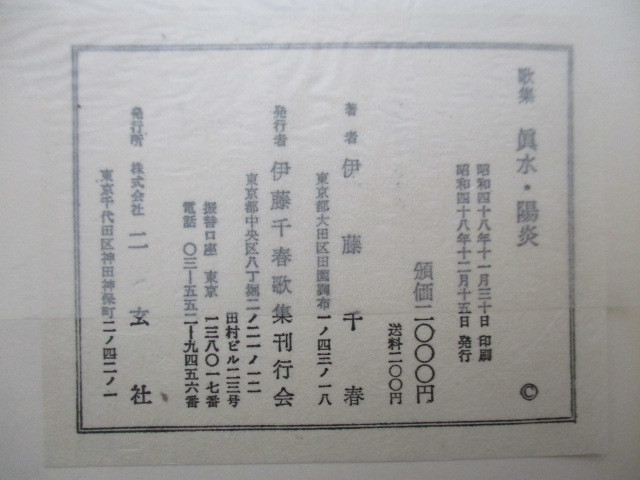 歌集 眞水・陽炎
©
昭和四十八年十一月三十日 印刷
昭和四十八年十二月十五日 発行
頒価二〇〇〇円
送料二〇〇円
著者 伊藤千春
東京都大田区田園調布一ノ四三ノ一八
発行者 伊藤千春歌集刊行会
東京都中央区八丁堀二ノ二一ノ一二
田村ビル二三号
振替口座 東京 一三八〇一七番
電話 〇三―五五二―九四五六番
発行所 株式会社 二玄社
東京千代田区神田神保町二ノ四二ノ一